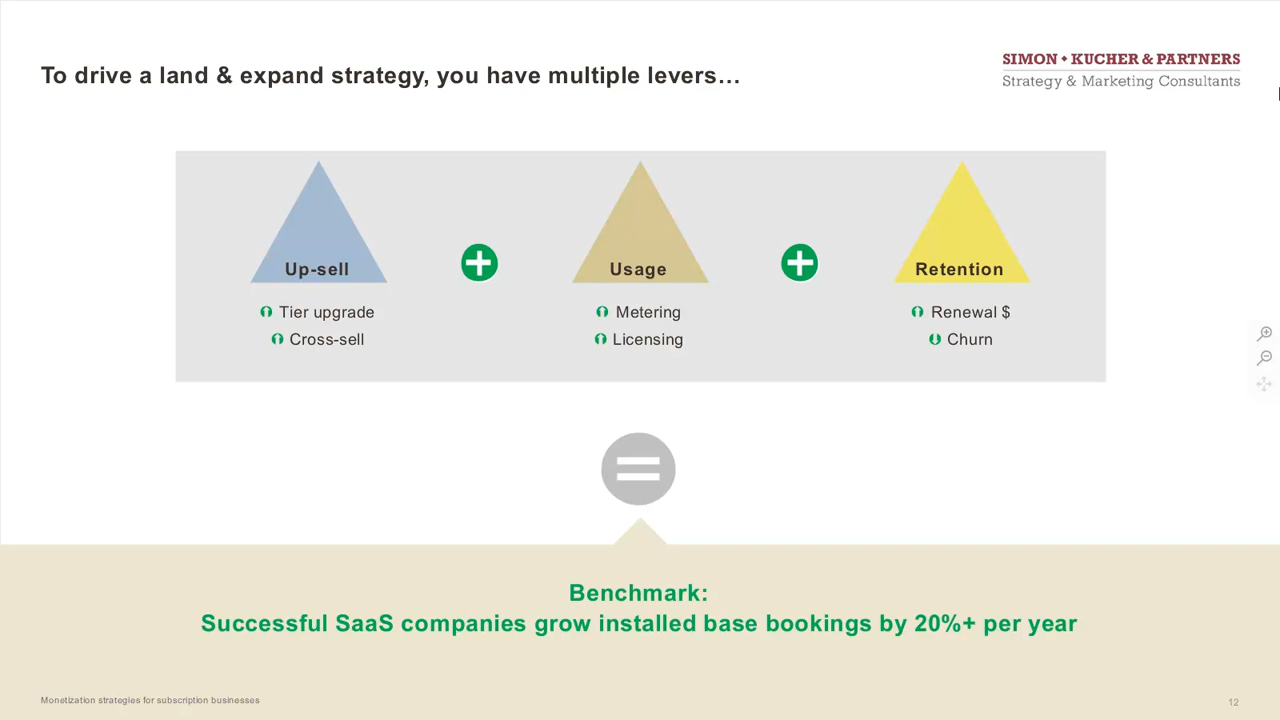 To drive a land & expand strategy, you have multiple levers…
SIMON • KUCHER & PARTNERS
Strategy & Marketing Consultants
Up-sell
Usage
Retention
Tier upgrade
Cross-sell
Metering
Licensing
Renewal $
Churn
Benchmark:
Successful SaaS companies grow installed base bookings by 20%+ per year
Monetization strategies for subscription businesses
12